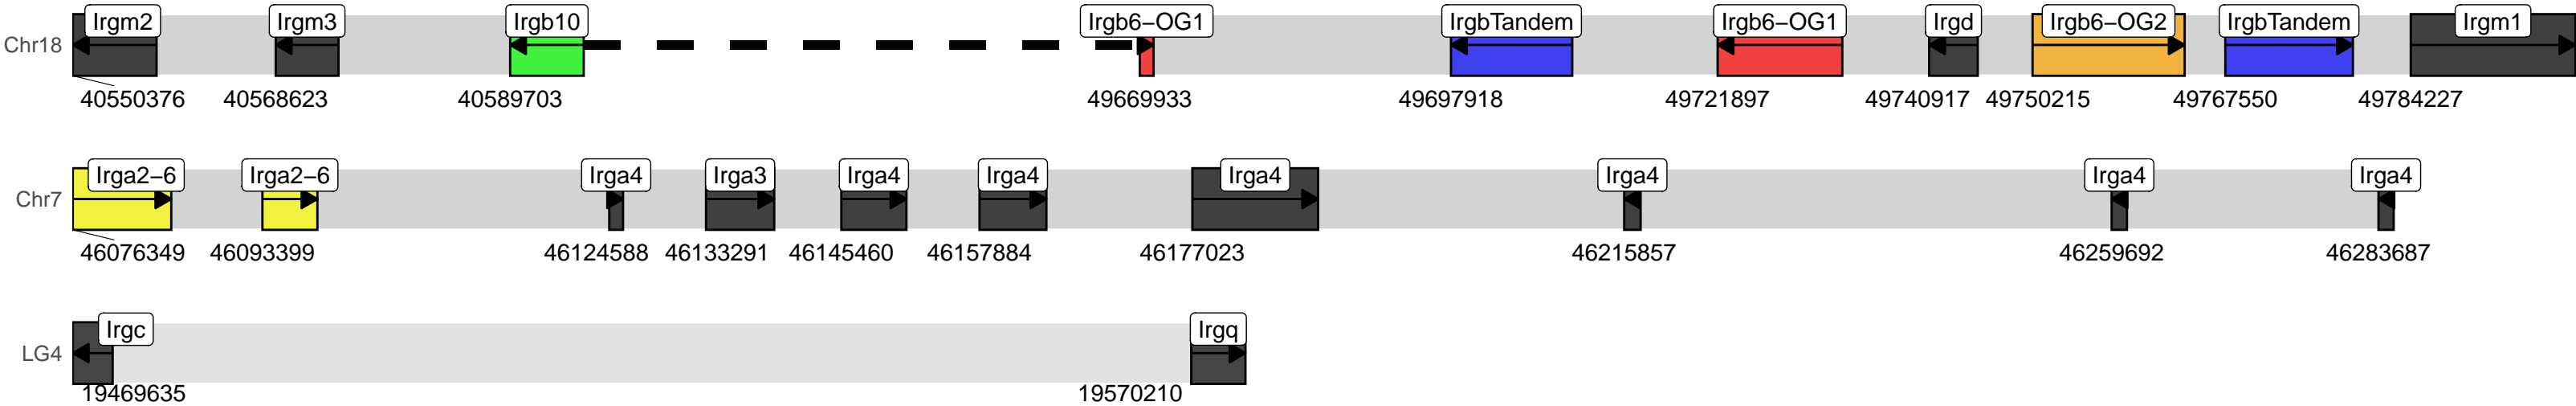 Irgm2 Irgm3 Irgb10 Irgb6−OG1 IrgbTandem Irgb6−OG1 Irgd Irgb6−OG2 IrgbTandem Irgm1
Chr18
40550376 40568623 40589703 49669933 49697918 49721897 49740917 49750215 49767550 49784227
Irga2−6 Irga2−6 Irga4 Irga3 Irga4 Irga4 Irga4 Irga4 Irga4 Irga4
Chr7
46076349 46093399 46124588 46133291 46145460 46157884 46177023 46215857 46259692 46283687
Irgc Irgq
LG4
19469635 19570210